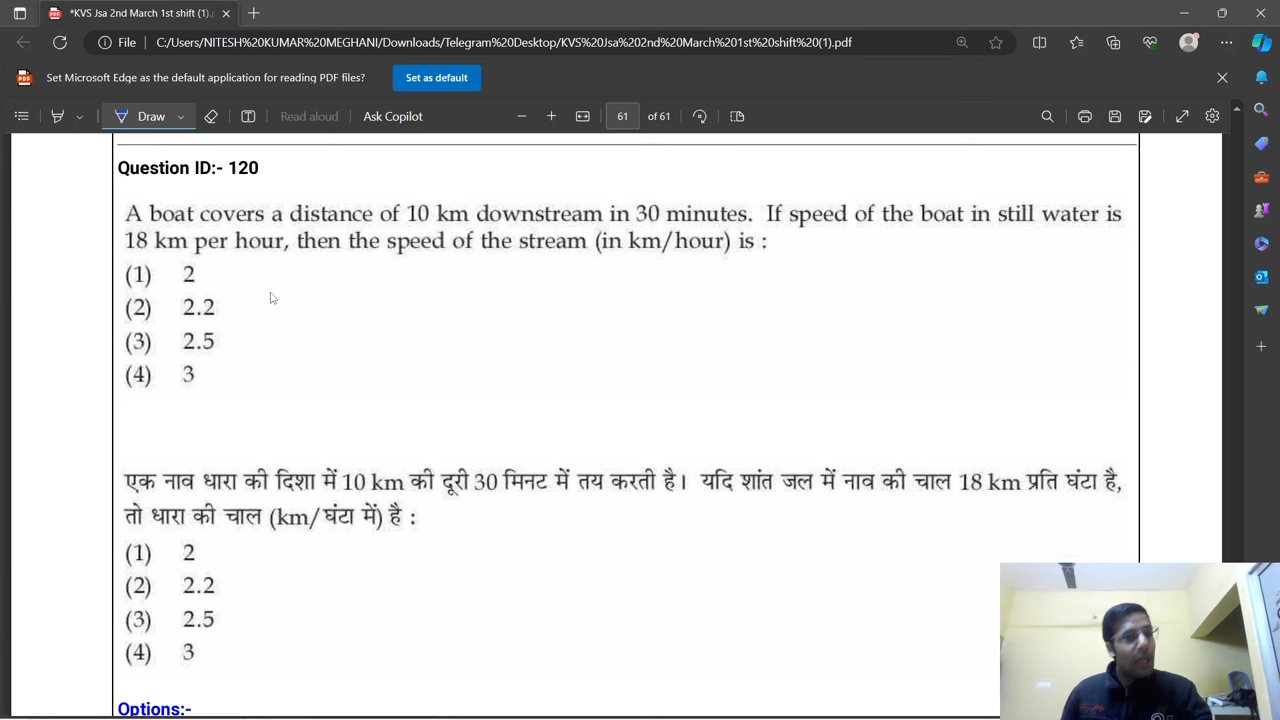 *KVS Jsa 2nd March 1st shift (1).p
File C:/Users/NITESH%20KUMAR%20MEGHANI/Downloads/Telegram%20Desktop/KVS%20Jsa%202nd%20March%201st%20shift%20(1).pdf
Set Microsoft Edge as the default application for reading PDF files? Set as default
Draw Read aloud Ask Copilot 61 of 61
Question ID:- 120
A boat covers a distance of 10 km downstream in 30 minutes. If speed of the boat in still water is
18 km per hour, then the speed of the stream (in km/hour) is :
(1) 2
(2) 2.2
(3) 2.5
(4) 3
एक नाव धारा की दिशा में 10 km की दूरी 30 मिनट में तय करती है। यदि शांत जल में नाव की चाल 18 km प्रति घंटा है,
तो धारा की चाल (km/घंटा में) है :
(1) 2
(2) 2.2
(3) 2.5
(4) 3
Options:-